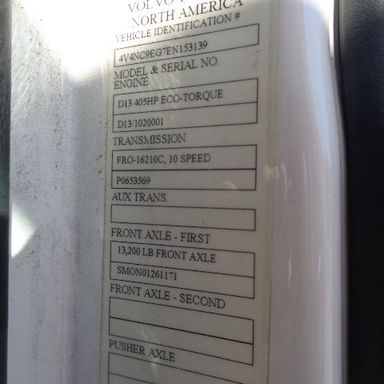 VOLVO
NORTH AMERICA
VEHICLE IDENTIFICATION #
4V4NC9EG7EN153139
MODEL & SERIAL NO.
ENGINE
D13 405HP ECO-TORQUE
D13 1020001
TRANSMISSION
FRO-16210C, 10 SPEED
P0653569
AUX TRANS
FRONT AXLE - FIRST
13,200 LB FRONT AXLE
SMON01261171
FRONT AXLE - SECOND
PUSHER AXLE